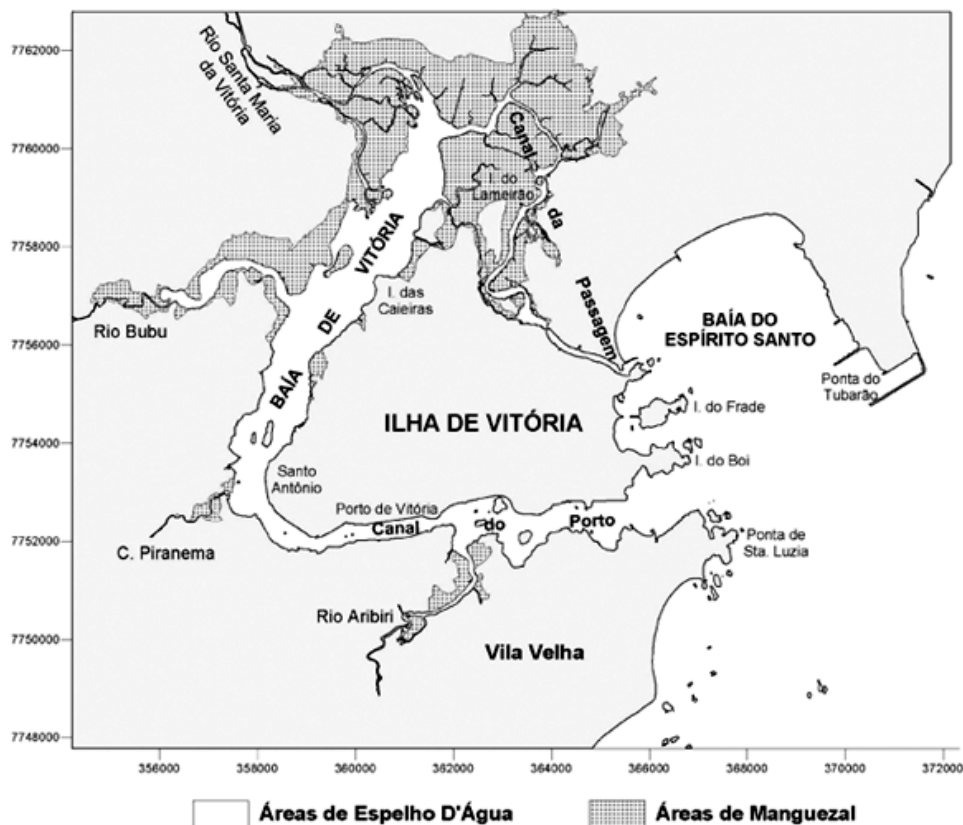 7762000
7760000
7758000
7756000
7754000
7752000
7750000
7748000
Rio Santa Maria
da Vitória
Canal
da
Passagem
I. do
Lameirão
VITÓRIA
DE
BAÍA
I. das
Caieiras
Rio Bubu
BAÍA DO
ESPÍRITO SANTO
Ponta do
Tubarão
I. do Frade
ILHA DE VITÓRIA
I. do Boi
Santo
Antônio
Porto de Vitória
Canal do Porto
C. Piranema
Ponta de
Sta. Luzia
Rio Aribiri
Vila Velha
356000 358000 360000 362000 364000 366000 368000 370000 372000
Áreas de Espelho D'Água Áreas de Manguezal